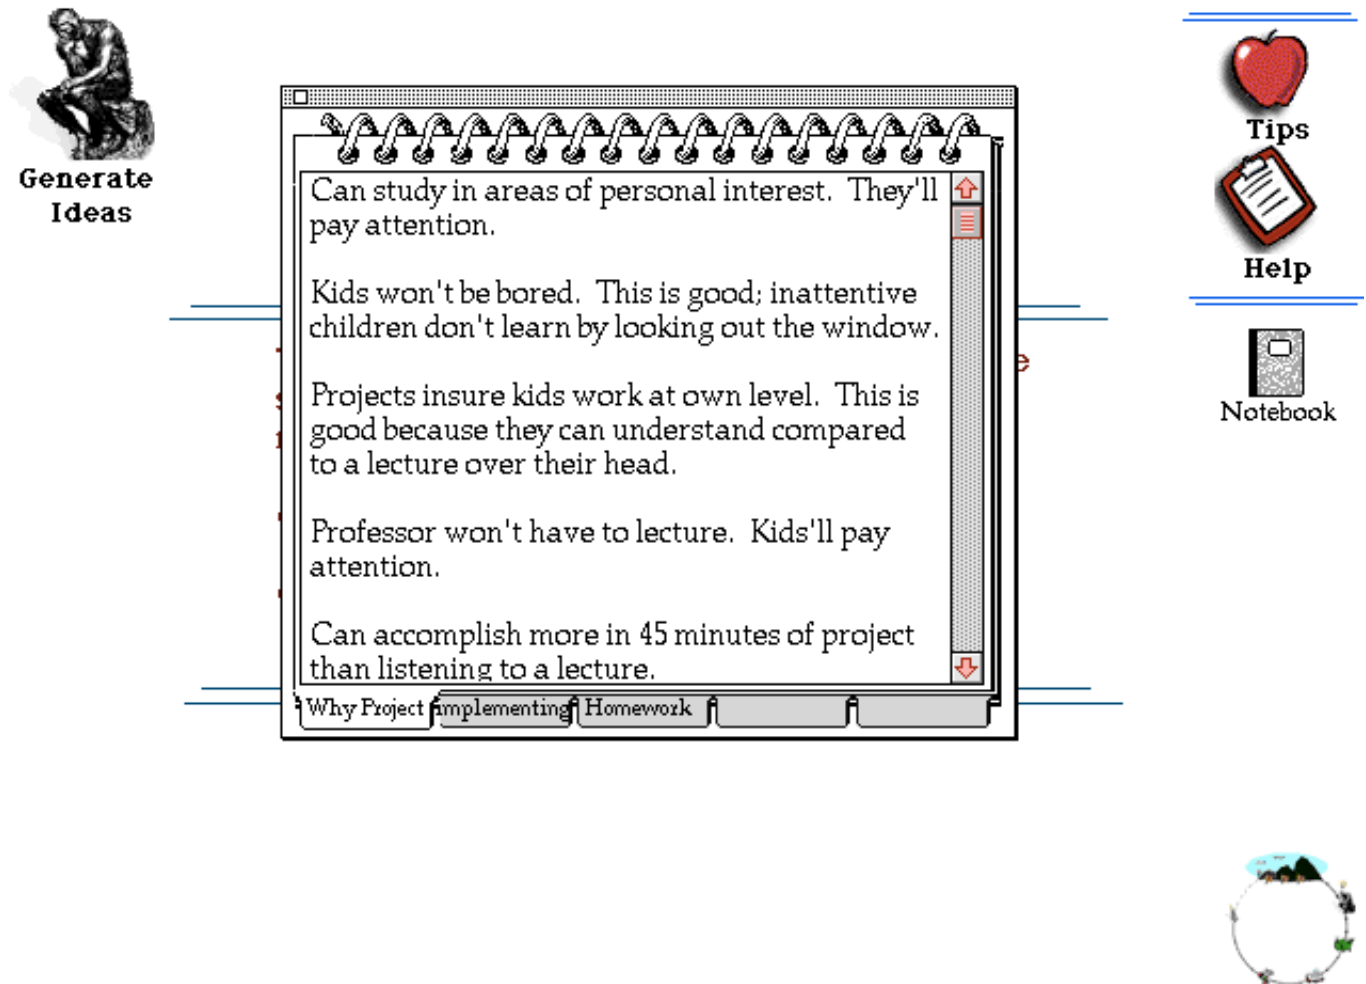 Generate
Ideas
Can study in areas of personal interest.  They'll
pay attention.
Kids won't be bored.  This is good; inattentive
children don't learn by looking out the window.
Projects insure kids work at own level.  This is
good because they can understand compared
to a lecture over their head.
Professor won't have to lecture.  Kids'll pay
attention.
Can accomplish more in 45 minutes of project
than listening to a lecture.
Why Project
implementing
Homework
Tips
Help
Notebook